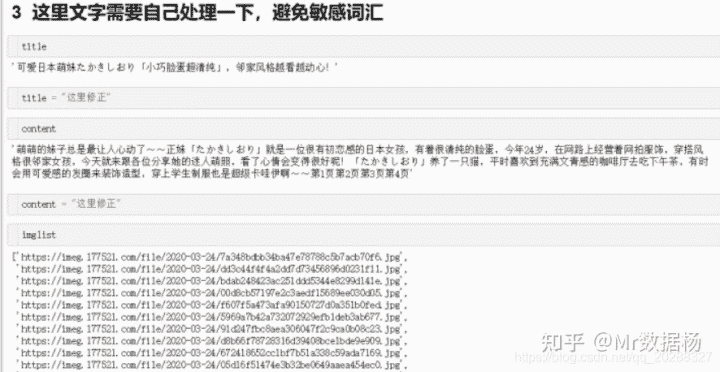 3 这里文字需要自己处理一下，避免敏感词汇
title
'可爱日本萌妹たかきしおり「小巧脸蛋超清纯」，邻家风格越看越动心！'
title = "这里修正"
content
'萌萌的妹子总是最让人心动了～～正妹「たかきしおり」就是一位很有初恋感的日本女孩，有着很清纯的脸蛋，今年24岁，在网路上经营着网拍服饰，穿搭风
格很邻家女孩，今天就来跟各位分享她的迷人萌照，看了心情会变得很好呢！「たかきしおり」养了一只猫，平时喜欢到充满文青感的咖啡厅去吃下午茶，有时
会用可爱感的发圈来装饰造型，穿上学生制服也是超级卡哇伊啊～～第1页第2页第3页第4页'
content = "这里修正"
imglist
['https://imeg.177521.com/file/2020-03-24/7a348bdbb34ba47e78788c5b7acb70f6.jpg',
'https://imeg.177521.com/file/2020-03-24/dd3c44f4f4a2dd7d73456896d0231f11.jpg',
'https://imeg.177521.com/file/2020-03-24/bdab248423ac251ddd5344e8299d141e.jpg',
'https://imeg.177521.com/file/2020-03-24/00d8cb57197e2c3aedf15689ee030d05.jpg',
'https://imeg.177521.com/file/2020-03-24/f607f5a473afa90150727d0a351b0fed.jpg',
'https://imeg.177521.com/file/2020-03-24/5969a7b42a732072929efb1deb3ab677.jpg',
'https://imeg.177521.com/file/2020-03-24/91d247fbc8aea306047f2c9ca0b08c23.jpg',
'https://imeg.177521.com/file/2020-03-24/d8b66f78728316d39408bce1bde9e909.jpg',
'https://imeg.177521.com/file/2020-03-24/672418652cc1bf7b51a338c59ada7169.jpg',
'https://imeg.177521.com/file/2020-03-24/05d16f51474e3b32be0649aaea454ec0.jpg',
知乎 @Mr数据杨
https://blog.csdn.net/qq_20288327